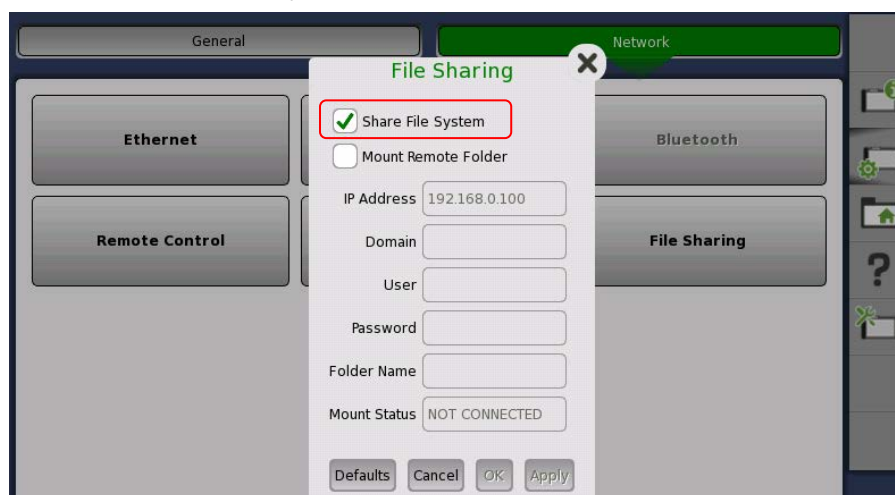 General
Network
File Sharing
Share File System
Ethernet
Bluetooth
Mount Remote Folder
IP Address 192.168.0.100
Domain
Remote Control
File Sharing
User
Password
Folder Name
Mount Status NOT CONNECTED
Defaults Cancel OK Apply
?